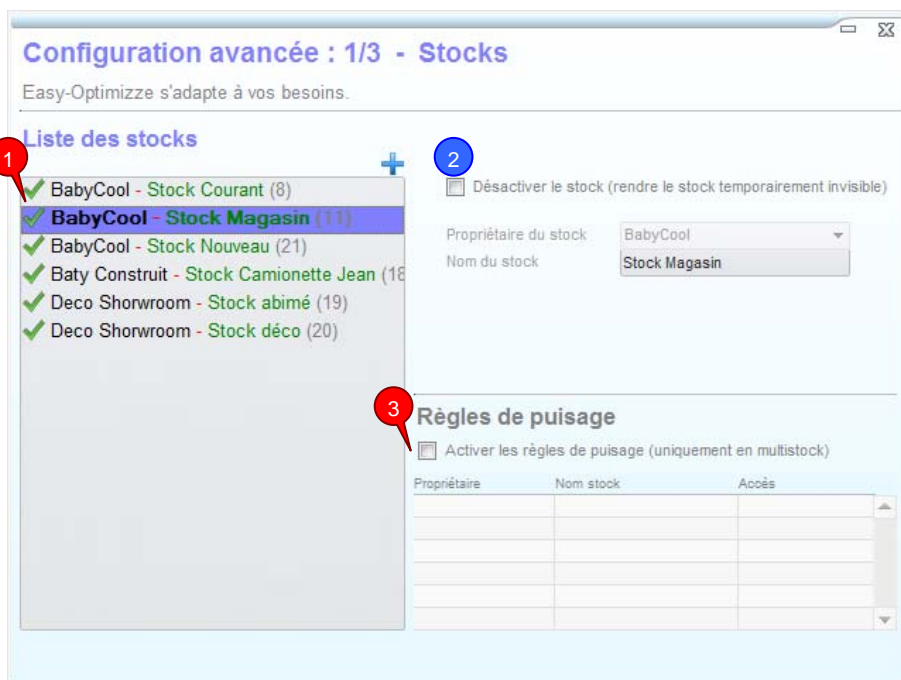 Configuration avancée : 1/3 - Stocks
Easy-Optimizze s'adapte à vos besoins.
Liste des stocks
1
BabyCool - Stock Courant (8)
BabyCool - Stock Magasin (11)
BabyCool - Stock Nouveau (21)
Baty Construit - Stock Camionette Jean (18
Deco Shorwroom - Stock abimé (19)
Deco Shorwroom - Stock déco (20)
2
Désactiver le stock (rendre le stock temporairement invisible)
Propriétaire du stock BabyCool
Nom du stock Stock Magasin
3
Règles de puisage
Activer les règles de puisage (uniquement en multistock)
Propriétaire Nom stock Accès